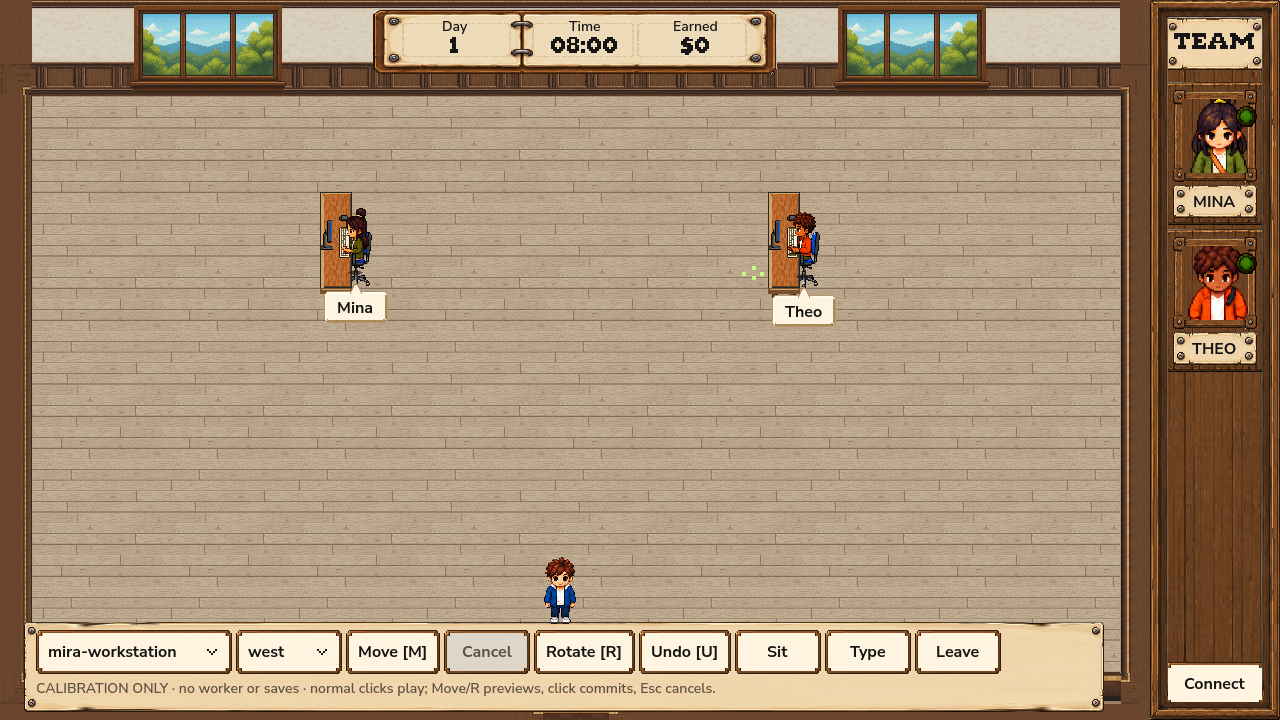 Day
1
Time
08:00
Earned
$0
TEAM
MINA
THEO
Mina
Theo
mira-workstation
west
Move [M]
Cancel
Rotate [R]
Undo [U]
Sit
Type
Leave
CALIBRATION ONLY · no worker or saves · normal clicks play; Move/R previews, click commits, Esc cancels.
Connect